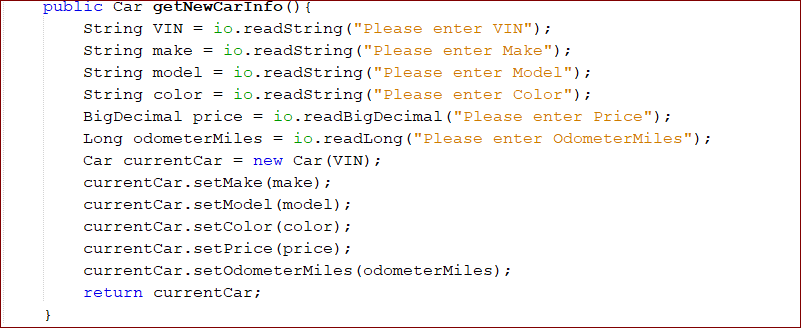 public Car getNewCarInfo(){
String VIN = io.readString("Please enter VIN");
String make = io.readString("Please enter Make");
String model = io.readString("Please enter Model");
String color = io.readString("Please enter Color");
BigDecimal price = io.readBigDecimal("Please enter Price");
Long odometerMiles = io.readLong("Please enter OdometerMiles");
Car currentCar = new Car(VIN);
currentCar.setMake(make);
currentCar.setModel(model);
currentCar.setColor(color);
currentCar.setPrice(price);
currentCar.setOdometerMiles(odometerMiles);
return currentCar;
}